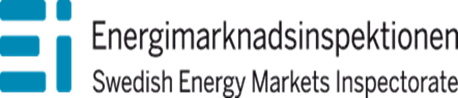 Energimarknadsinspektionen
Swedish Energy Markets Inspectorate